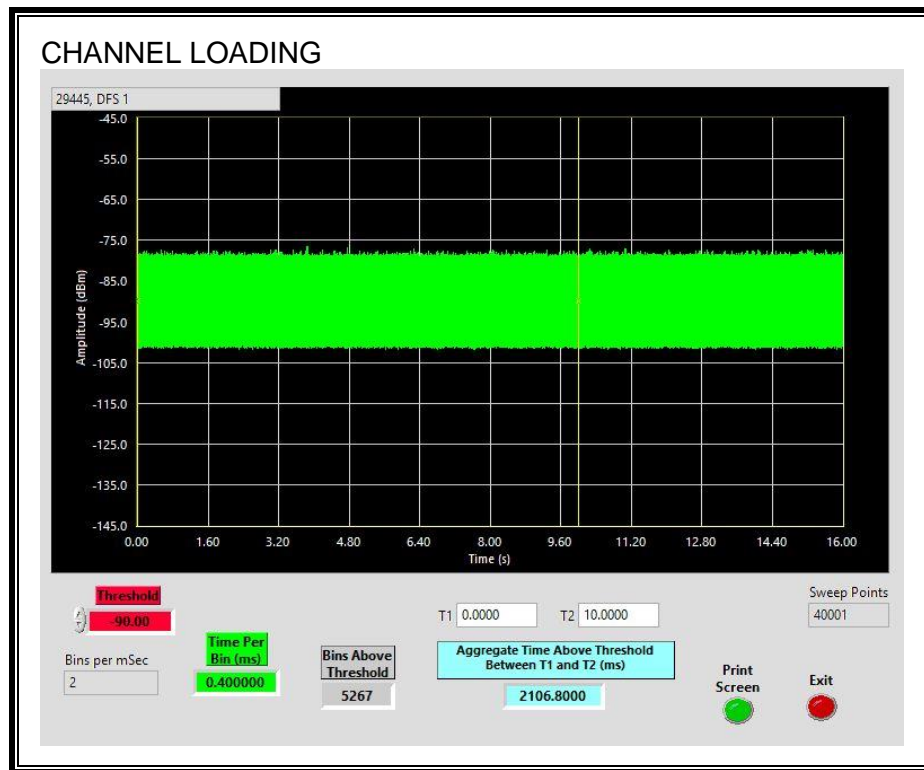 CHANNEL LOADING
29445, DFS 1
-45.0
-55.0
-65.0
-75.0
-85.0
-95.0
-105.0
-115.0
-125.0
-135.0
-145.0
Amplitude (dBm)
0.00 1.60 3.20 4.80 6.40 8.00 9.60 11.20 12.80 14.40 16.00
Time (s)
Threshold
-90.00
Bins per mSec
2
Time Per
Bin (ms)
0.400000
Bins Above
Threshold
5267
T1 0.0000 T2 10.0000
Aggregate Time Above Threshold
Between T1 and T2 (ms)
2106.8000
Sweep Points
40001
Print
Screen
Exit